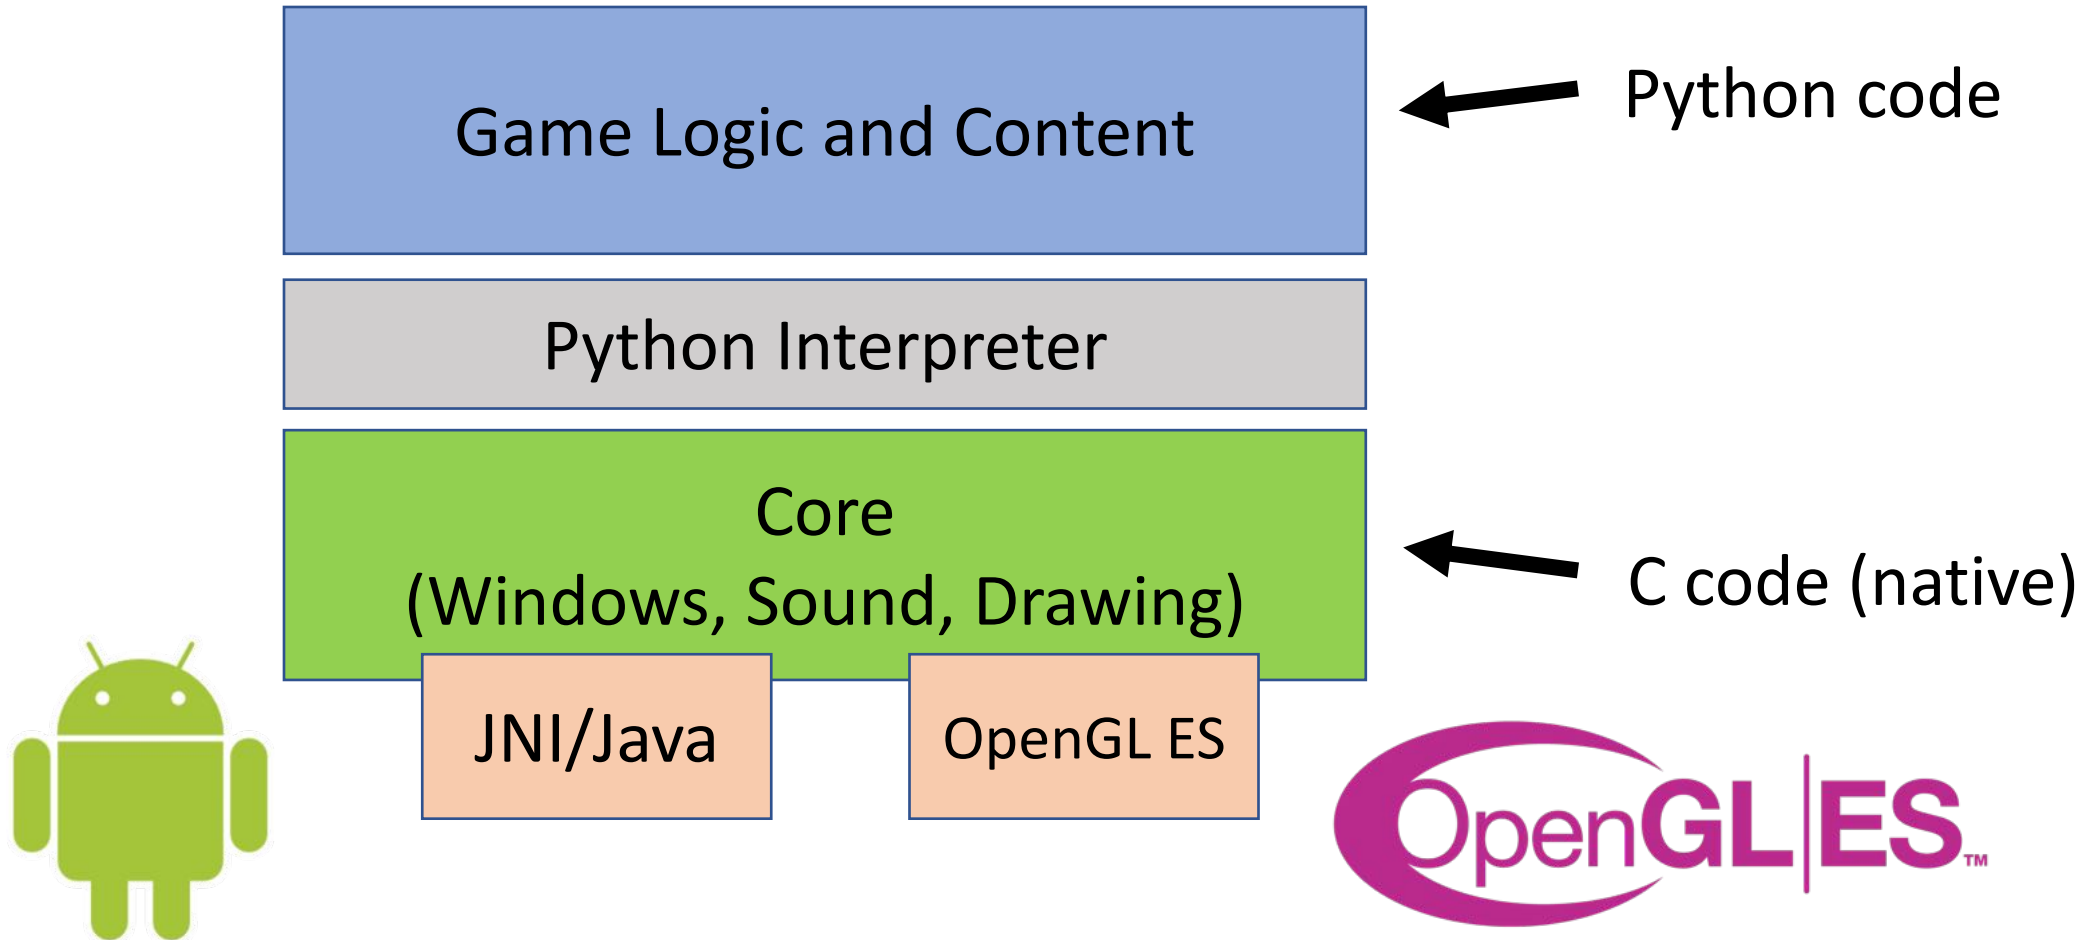 Game Logic and Content
Python code
Python Interpreter
Core
(Windows, Sound, Drawing)
C code (native)
JNI/Java
OpenGL ES
OpenGL|ES™